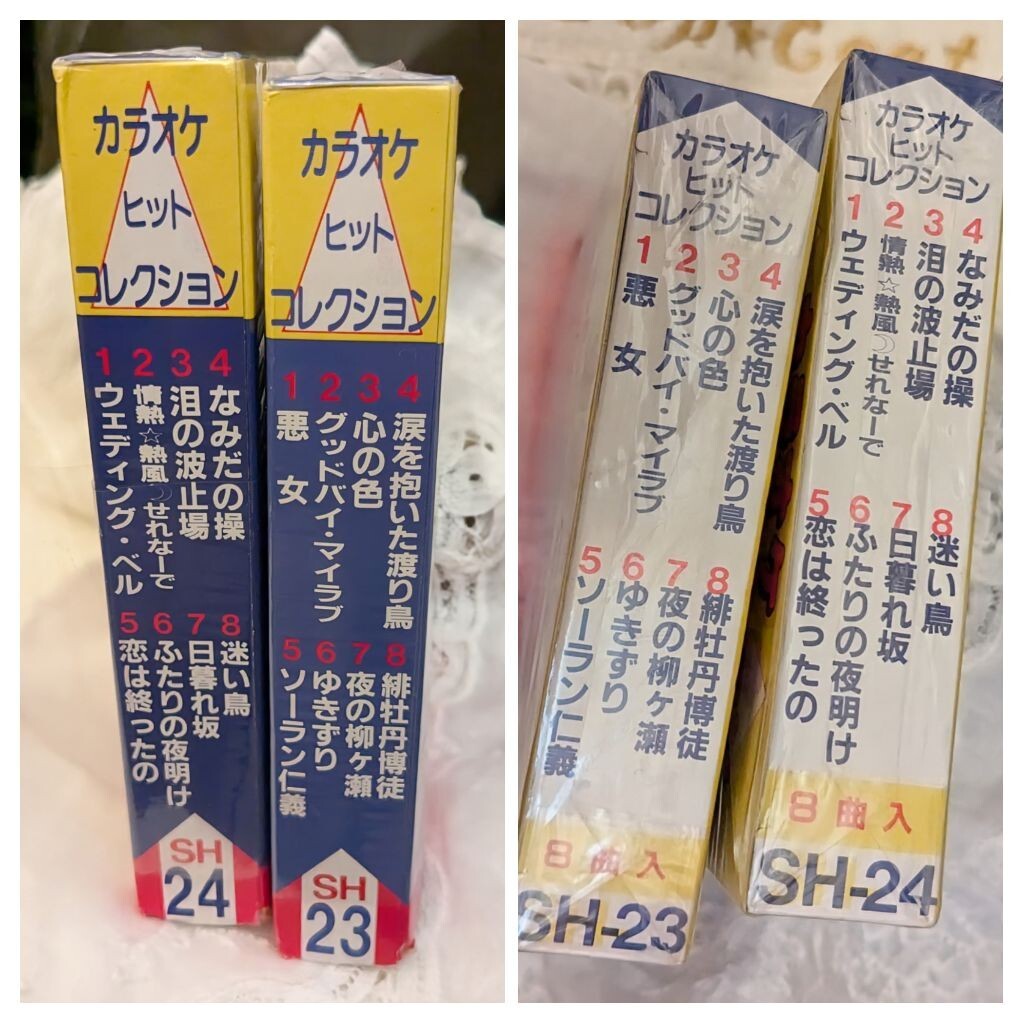 カラオケ
ヒット
コレクション
1 ウェディング・ベル
2 情熱☆熱風☽せれなーで
3 泪の波止場
4 なみだの操
5 恋は終ったの
6 ふたりの夜明け
7 日暮れ坂
8 迷い鳥
SH
24
カラオケ
ヒット
コレクション
1 悪女
2 グッドバイ・マイラブ
3 心の色
4 涙を抱いた渡り鳥
5 ソーラン仁義
6 ゆきずり
7 夜の柳ヶ瀬
8 緋牡丹博徒
SH
23
カラオケ
ヒット
コレクション
1 悪女
2 グッドバイ・マイラブ
3 心の色
4 涙を抱いた渡り鳥
5 ソーラン仁義
6 ゆきずり
7 夜の柳ヶ瀬
8 緋牡丹博徒
8曲入
SH-23
カラオケ
ヒット
コレクション
1 ウェディング・ベル
2 情熱☆熱風☽せれなーで
3 泪の波止場
4 なみだの操
5 恋は終ったの
6 ふたりの夜明け
7 日暮れ坂
8 迷い鳥
8曲入
SH-24